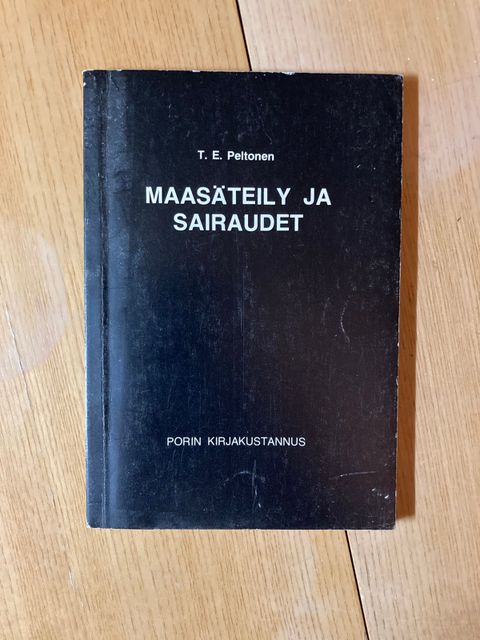 T. E. Peltonen
MAASÄTEILY JA
SAIRAUDET
PORIN KIRJAKUSTANNUS